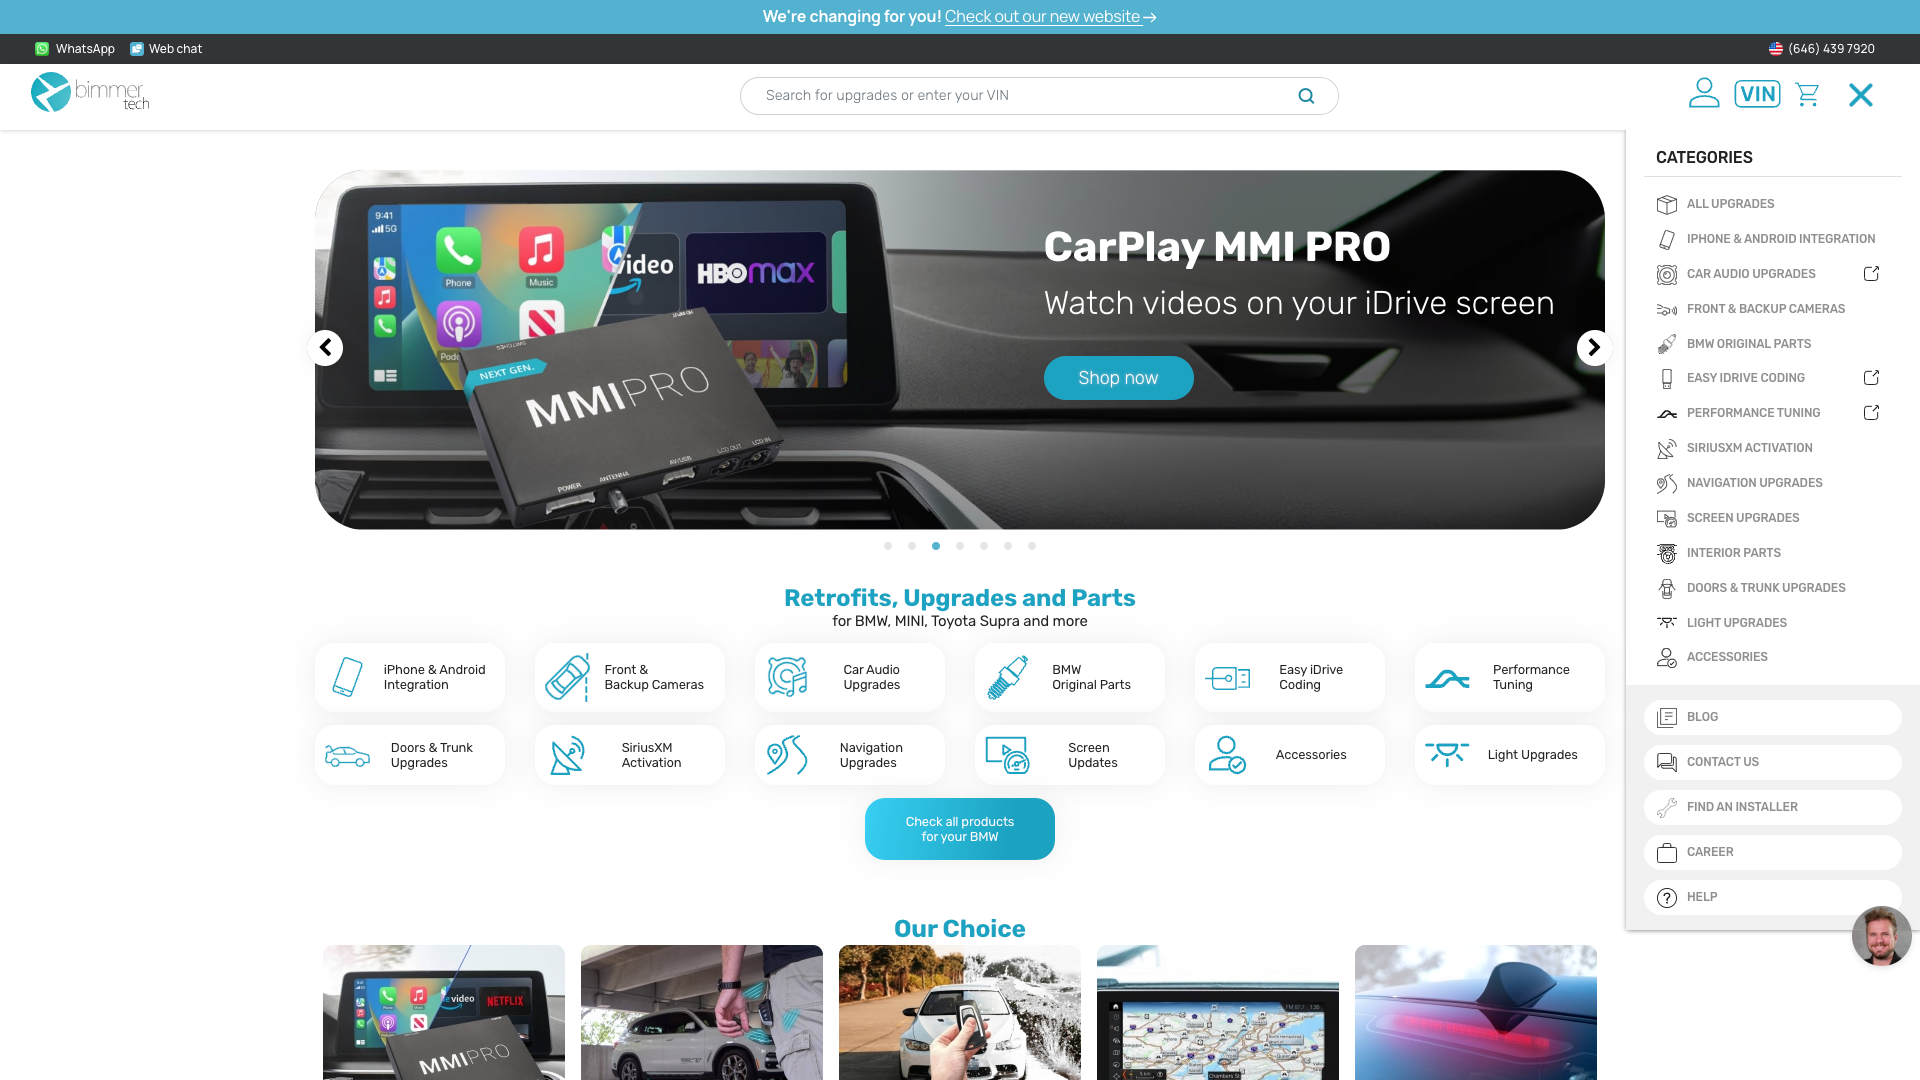 We're changing for you! Check out our new website →
WhatsApp Web chat
(646) 439 7920
bimmer
tech
Search for upgrades or enter your VIN
VIN
CATEGORIES
ALL UPGRADES
IPHONE & ANDROID INTEGRATION
CAR AUDIO UPGRADES
FRONT & BACKUP CAMERAS
BMW ORIGINAL PARTS
EASY IDRIVE CODING
PERFORMANCE TUNING
SIRIUSXM ACTIVATION
NAVIGATION UPGRADES
SCREEN UPGRADES
INTERIOR PARTS
DOORS & TRUNK UPGRADES
LIGHT UPGRADES
ACCESSORIES
BLOG
CONTACT US
FIND AN INSTALLER
CAREER
HELP
9:41
5G
Phone
Music
video
HBO max
NEXT GEN.
MMI PRO
POWER
ANTENNA
AV/USB
LCD OUT
LCD IN
CarPlay MMI PRO
Watch videos on your iDrive screen
Shop now
Retrofits, Upgrades and Parts
for BMW, MINI, Toyota Supra and more
iPhone & Android
Integration
Front &
Backup Cameras
Car Audio
Upgrades
BMW
Original Parts
Easy iDrive
Coding
Performance
Tuning
Doors & Trunk
Upgrades
SiriusXM
Activation
Navigation
Upgrades
Screen
Updates
Accessories
Light Upgrades
Check all products
for your BMW
Our Choice
video
NETFLIX
MMI PRO